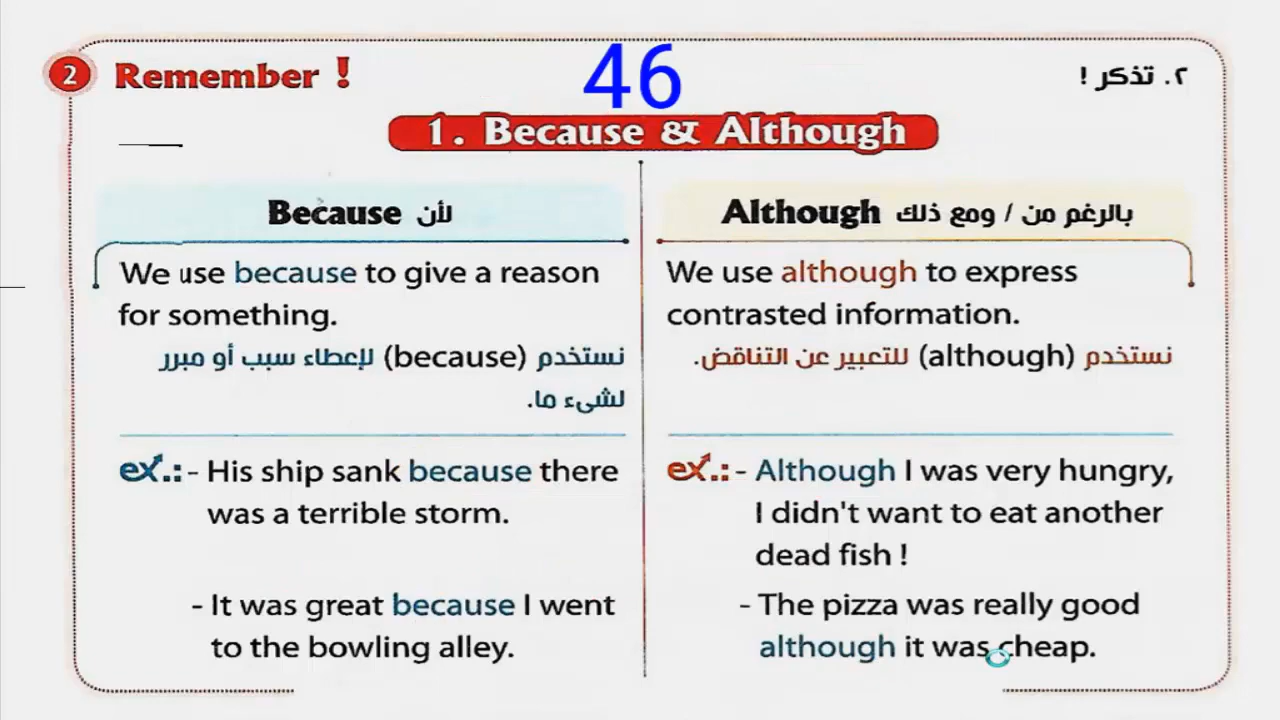 2 Remember !
46
٢. تذكر !
1. Because & Although
Because لأن
We use because to give a reason
for something.
نستخدم (because) لإعطاء سبب أو مبرر
لشىء ما.
ex.: - His ship sank because there
was a terrible storm.
- It was great because I went
to the bowling alley.
Although بالرغم من / ومع ذلك
We use although to express
contrasted information.
نستخدم (although) للتعبير عن التناقض.
ex.: - Although I was very hungry,
I didn't want to eat another
dead fish !
- The pizza was really good
although it was cheap.